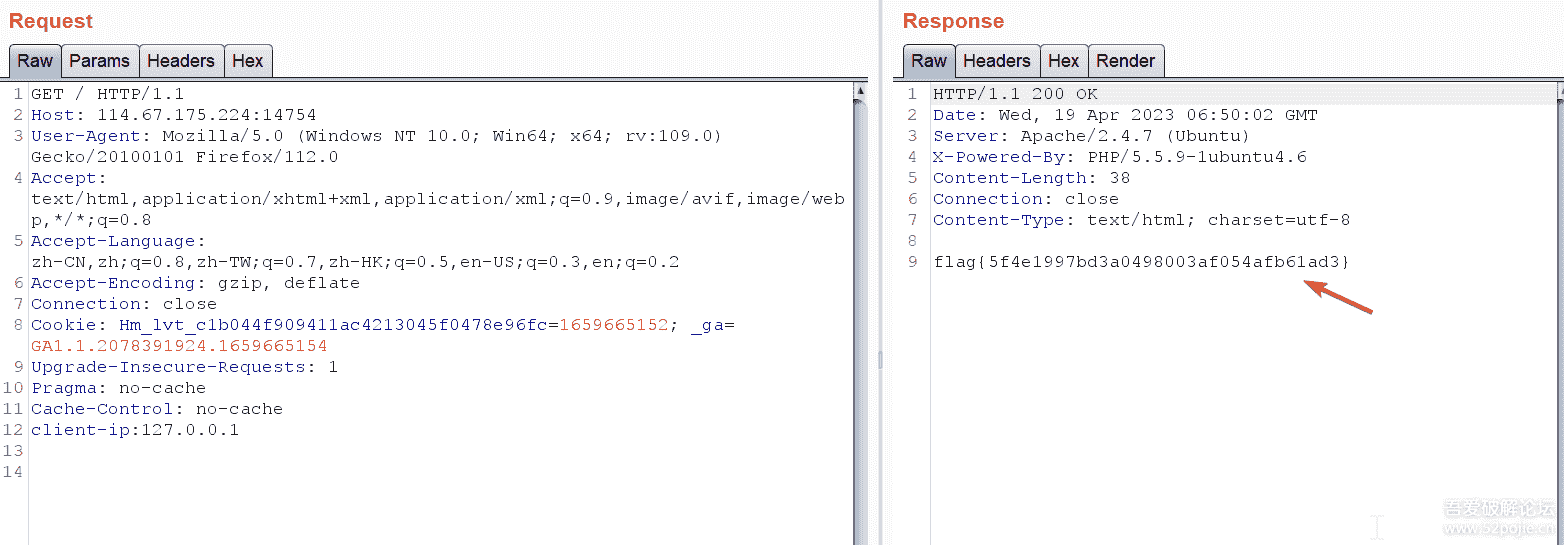 Request
Raw Params Headers Hex
1 GET / HTTP/1.1
2 Host: 114.67.175.224:14754
3 User-Agent: Mozilla/5.0 (Windows NT 10.0; Win64; x64; rv:109.0)
Gecko/20100101 Firefox/112.0
4 Accept:
text/html,application/xhtml+xml,application/xml;q=0.9,image/avif,image/web
p,*/*;q=0.8
5 Accept-Language:
zh-CN,zh;q=0.8,zh-TW;q=0.7,zh-HK;q=0.5,en-US;q=0.3,en;q=0.2
6 Accept-Encoding: gzip, deflate
7 Connection: close
8 Cookie: Hm_lvt_c1b044f909411ac4213045f0478e96fc=1659665152; _ga=
GA1.1.2078391924.1659665154
9 Upgrade-Insecure-Requests: 1
10 Pragma: no-cache
11 Cache-Control: no-cache
12 client-ip:127.0.0.1
13
14
Response
Raw Headers Hex Render
1 HTTP/1.1 200 OK
2 Date: Wed, 19 Apr 2023 06:50:02 GMT
3 Server: Apache/2.4.7 (Ubuntu)
4 X-Powered-By: PHP/5.5.9-1ubuntu4.6
5 Content-Length: 38
6 Connection: close
7 Content-Type: text/html; charset=utf-8
8
9 flag{5f4e1997bd3a0498003af054afb61ad3}
吾爱破解论坛
www.52pojie.cn